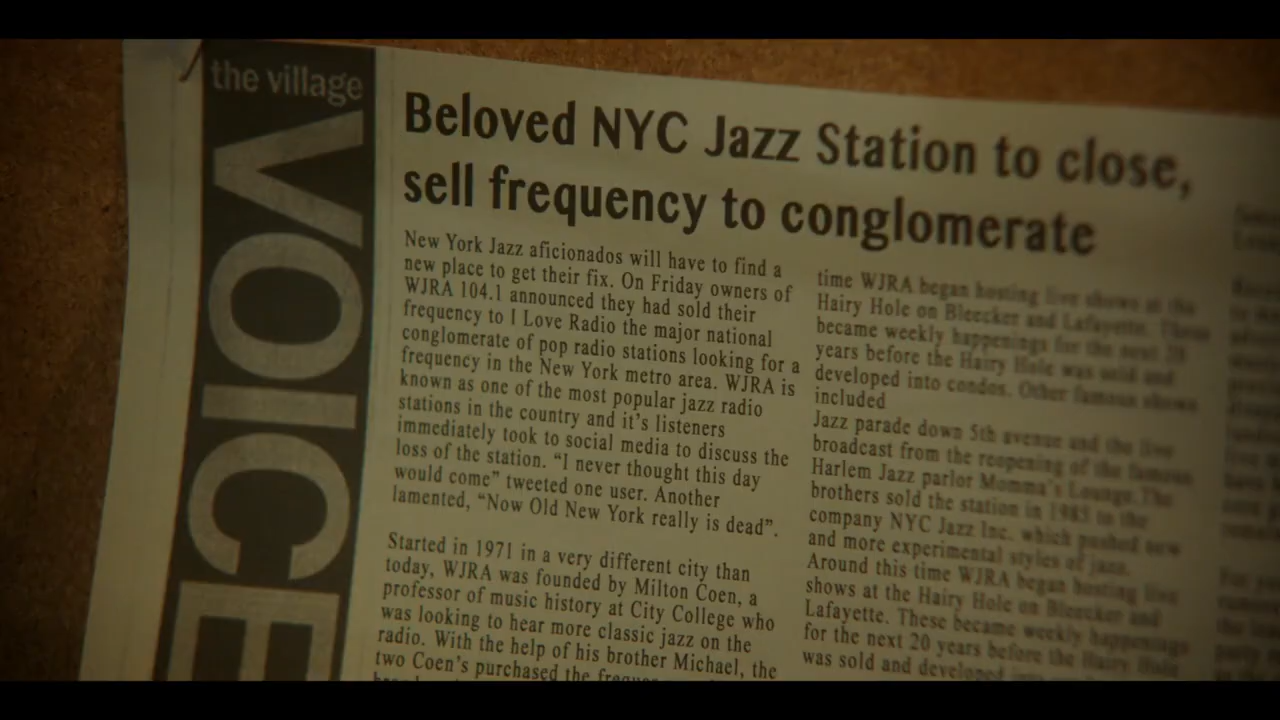 the village
VOICE
Beloved NYC Jazz Station to close,
sell frequency to conglomerate
New York Jazz aficionados will have to find a
new place to get their fix. On Friday owners of
WJRA 104.1 announced they had sold their
frequency to I Love Radio the major national
conglomerate of pop radio stations looking for a
frequency in the New York metro area. WJRA is
known as one of the most popular jazz radio
stations in the country and it's listeners
immediately took to social media to discuss the
loss of the station. “I never thought this day
would come” tweeted one user. Another
lamented, “Now Old New York really is dead”.
Started in 1971 in a very different city than
today, WJRA was founded by Milton Coen, a
professor of music history at City College who
was looking to hear more classic jazz on the
radio. With the help of his brother Michael, the
two Coen's purchased the
time WJRA began hosting live shows at the
Hairy Hole on Bleecker and Lafayette. These
became weekly happenings for the next 20
years before the Hairy Hole was sold and
developed into condos. Other famous shows
included
Jazz parade down 5th avenue and the live
broadcast from the reopening of the famous
Harlem Jazz parlor Momma's Lounge. The
brothers sold the station in 1985 to the
company NYC Jazz Inc. which pushed new
and more experimental styles of jazz.
Around this time WJRA began hosting live
shows at the Hairy Hole on Bleecker and
Lafayette. These became weekly happenings
for the next 20 years before the Hairy Hole
was sold and developed into